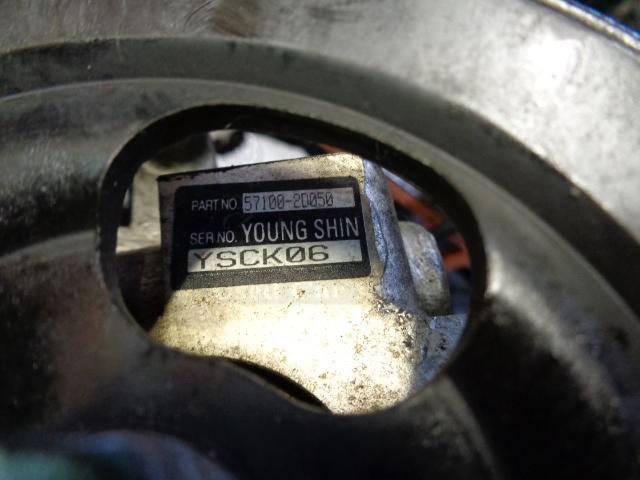 PART NO. 57100-2D050
SER NO. YOUNG SHIN
YSCK06